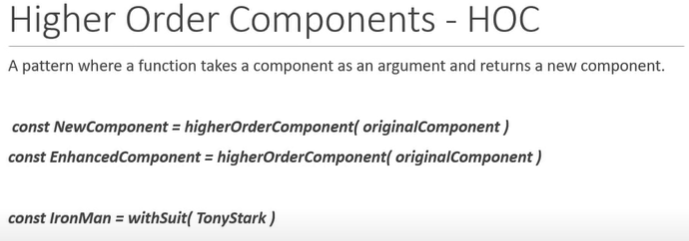 Higher Order Components - HOC
A pattern where a function takes a component as an argument and returns a new component.
const NewComponent = higherOrderComponent( originalComponent )
const EnhancedComponent = higherOrderComponent( originalComponent )
const IronMan = withSuit( TonyStark )